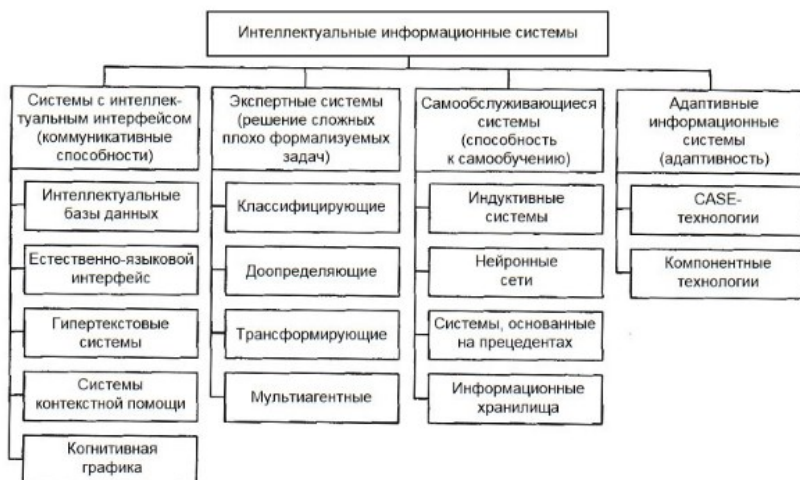 Интеллектуальные информационные системы
Системы с интеллек-
туальным интерфейсом
(коммуникативные
способности)
Интеллектуальные
базы данных
Естественно-языковой
интерфейс
Гипертекстовые
системы
Системы
контекстной помощи
Когнитивная
графика
Экспертные системы
(решение сложных
плохо формализуемых
задач)
Классифицирующие
Доопределяющие
Трансформирующие
Мультиагентные
Самообслуживающиеся
системы
(способность
к самообучению)
Индуктивные
системы
Нейронные
сети
Системы, основанные
на прецедентах
Информационные
хранилища
Адаптивные
информационные
системы
(адаптивность)
CASE-
технологии
Компонентные
технологии